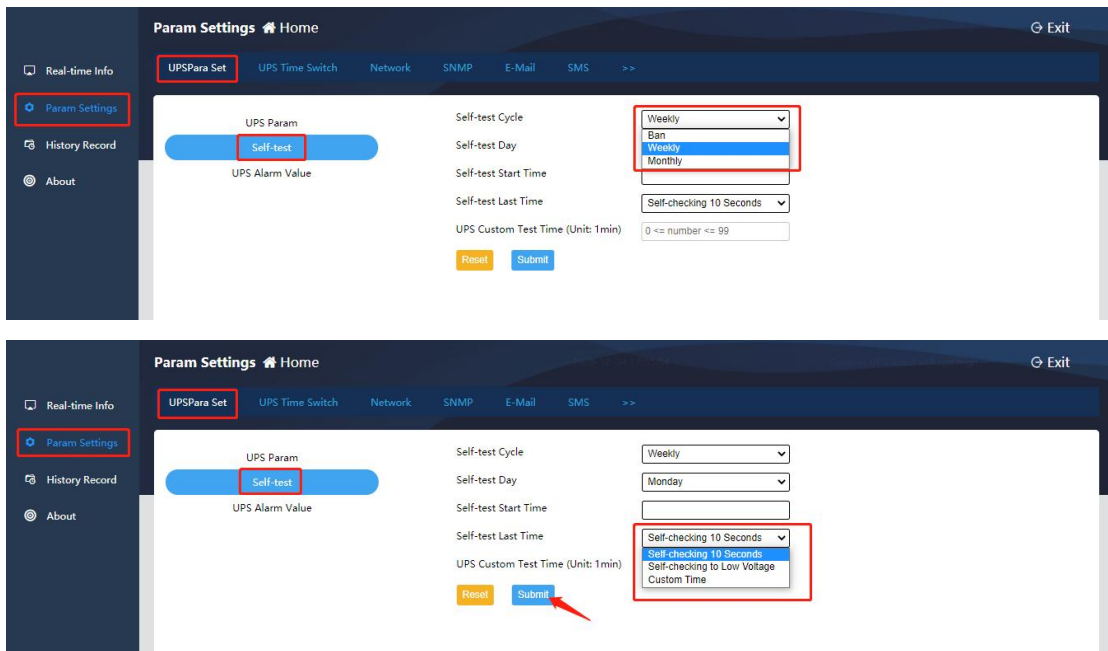 Param Settings Home Exit
Real-time Info
UPSPara Set UPS Time Switch Network SNMP E-Mail SMS >>
Param Settings
UPS Param
Self-test Cycle Weekly
Ban
History Record
Self-test
Self-test Day
Weekly
Monthly
About
UPS Alarm Value
Self-test Start Time
Self-test Last Time Self-checking 10 Seconds
UPS Custom Test Time (Unit: 1min) 0 <= number <= 99
Reset Submit
Param Settings Home Exit
Real-time Info
UPSPara Set UPS Time Switch Network SNMP E-Mail SMS >>
Param Settings
UPS Param
Self-test Cycle Weekly
History Record
Self-test
Self-test Day Monday
About
UPS Alarm Value
Self-test Start Time
Self-test Last Time Self-checking 10 Seconds
Self-checking 10 Seconds
UPS Custom Test Time (Unit: 1min) Self-checking to Low Voltage
Custom Time
Reset Submit